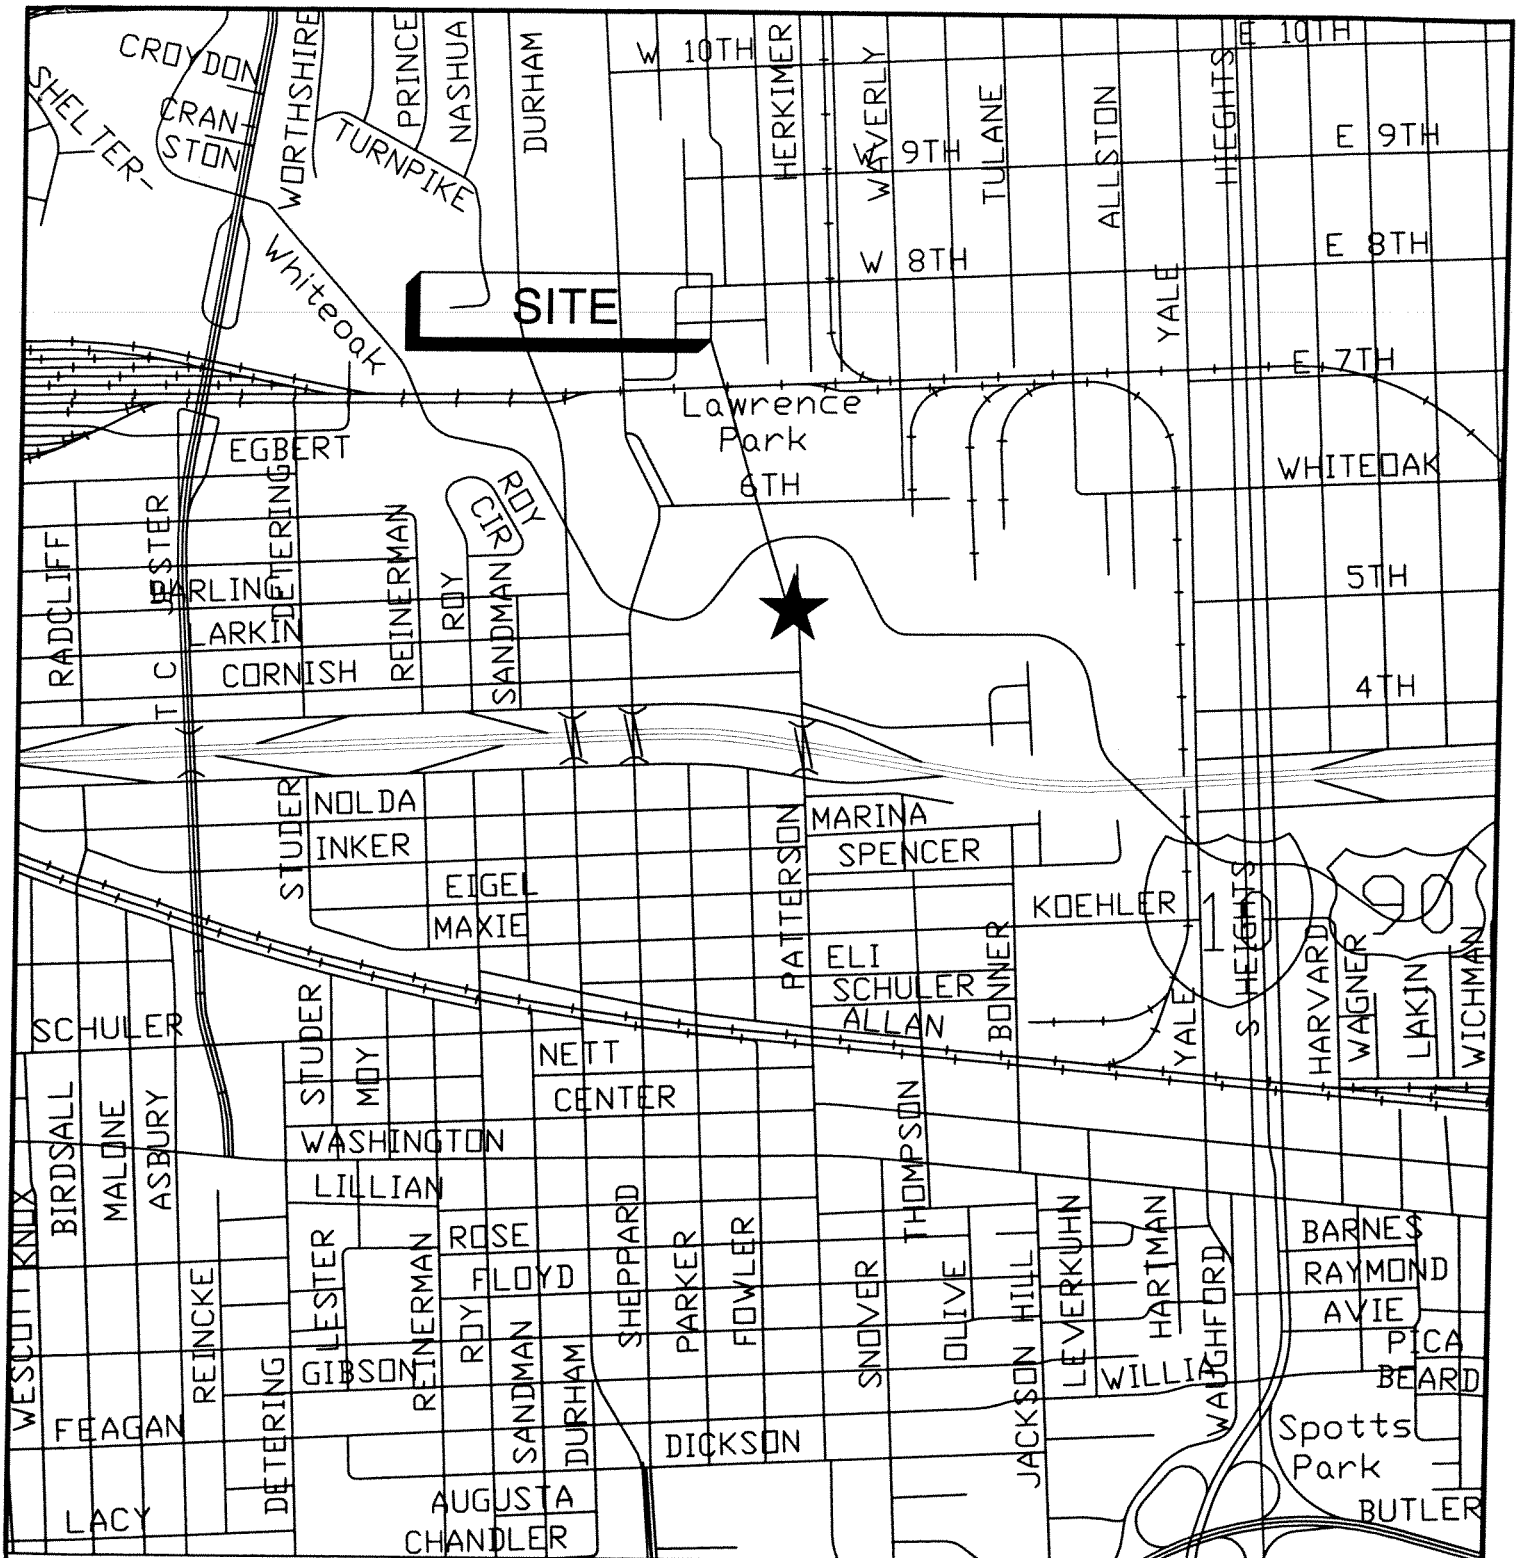 CROYDON
CRAN-
STON
SHELTER-
WORTHSHIRE
PRINCE
NASHUA
TURNPIKE
DURHAM
W 10TH
HERKIMER
WAVERLY
W 9TH
TULANE
ALLSTON
HIEGHTS
E 10TH
E 9TH
W 8TH
E 8TH
YALE
E 7TH
Whiteoak
SITE
Lawrence
Park
6TH
WHITEOAK
EGBERT
DETERING
ROY
CIR
RADCLIFF
T C JESTER
DARLING
LARKIN
CORNISH
REINERMAN
ROY
SANDMAN
5TH
4TH
STUDER
NOLDA
INKER
EIGEL
MAXIE
PATTERSON
MARINA
SPENCER
KOEHLER
10
90
ELI
SCHULER
ALLAN
BONNER
YALE
S HEIGHTS
HARVARD
WAGNER
LAKIN
WICHMAN
SCHULER
STUDER
MOY
NETT
CENTER
WASHINGTON
BIRDSALL
MALONE
ASBURY
THOMPSON
LILLIAN
WESCOTT KNOX
REINCKE
LESTER
REINERMAN
ROSE
FLOYD
ROY
SHEPPARD
PARKER
FOWLER
SNOVER
OLIVE
JACKSON HILL
LEVERKUHN
HARTMAN
WAUGHFORD
BARNES
RAYMOND
AVIE
PICA
BEARD
GIBSON
WILLIA
FEAGAN
DETERING
SANDMAN
DURHAM
DICKSON
Spotts
Park
LACY
AUGUSTA
CHANDLER
BUTLER